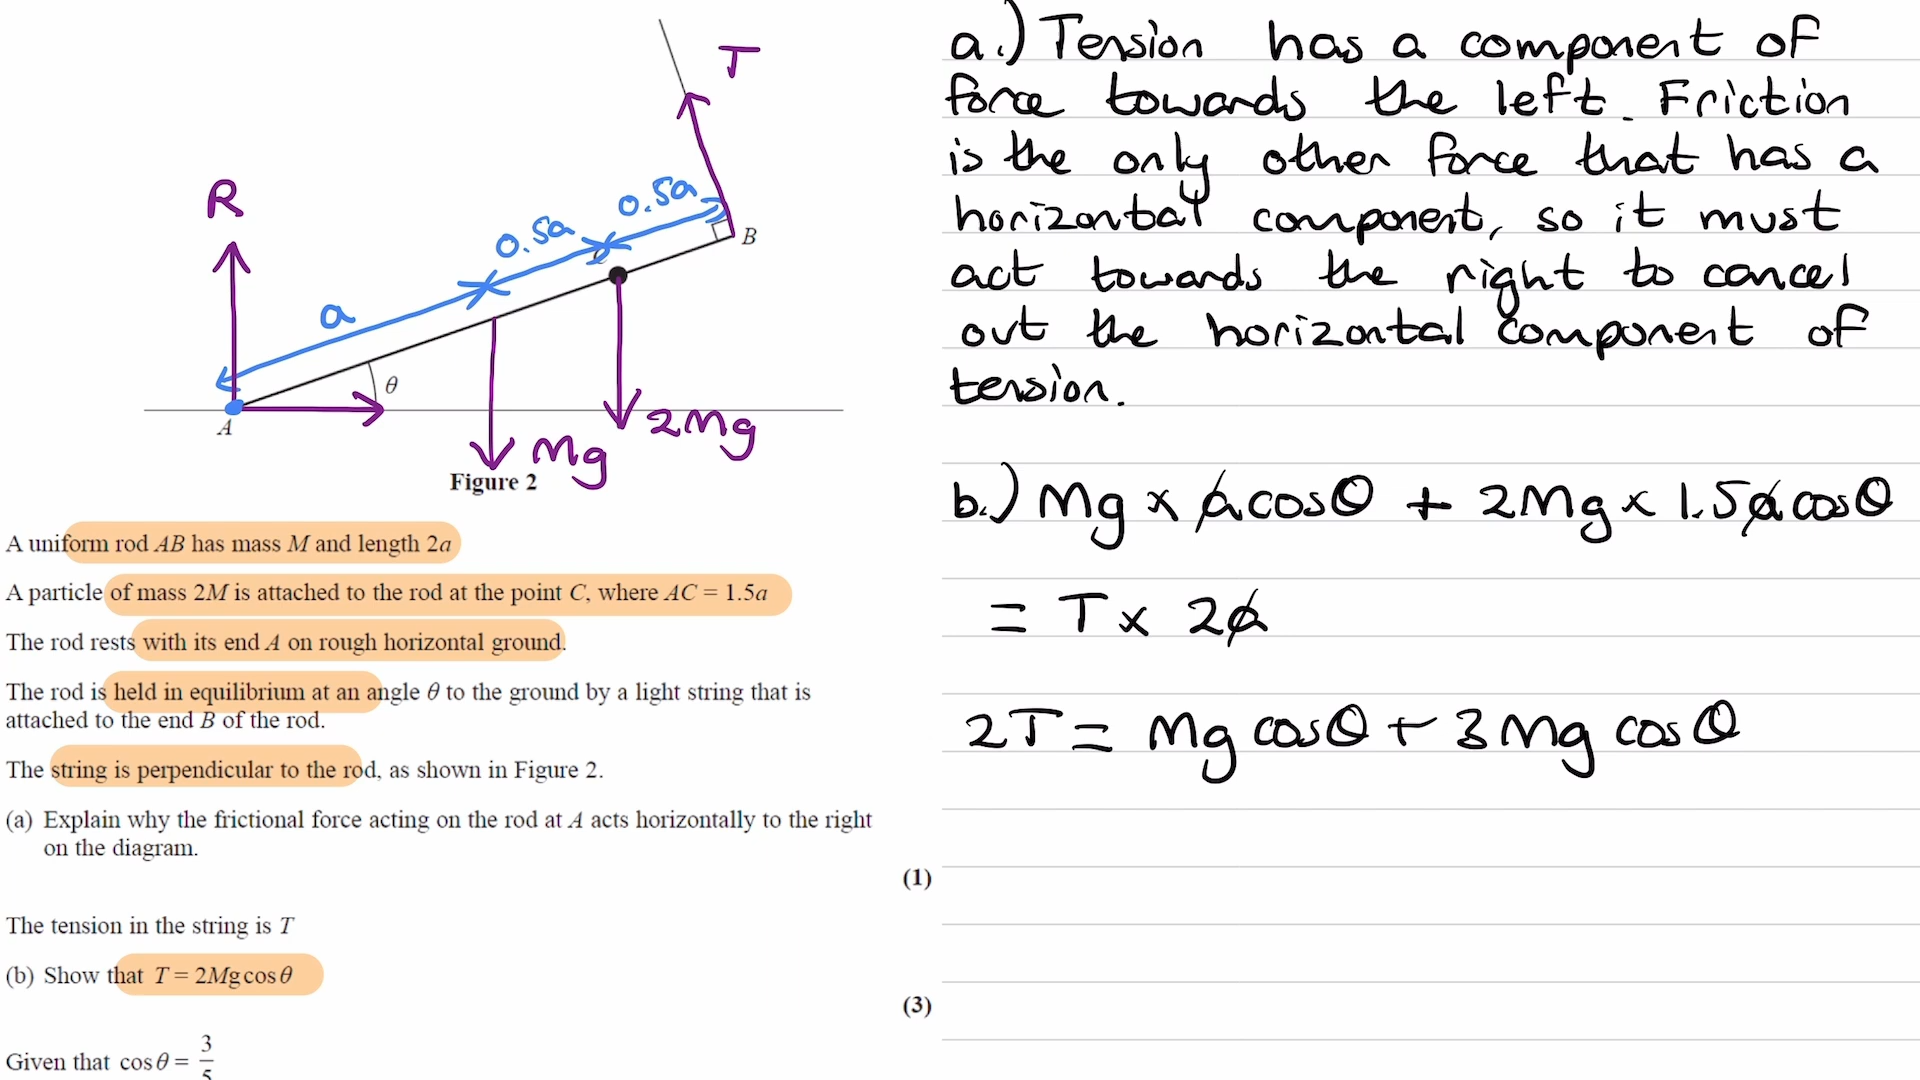 T
R
0.5a
0.5a
B
C
a
θ
A
2Mg
Mg
Figure 2
A uniform rod AB has mass M and length 2a
A particle of mass 2M is attached to the rod at the point C, where AC = 1.5a
The rod rests with its end A on rough horizontal ground.
The rod is held in equilibrium at an angle θ to the ground by a light string that is
attached to the end B of the rod.
The string is perpendicular to the rod, as shown in Figure 2.
(a) Explain why the frictional force acting on the rod at A acts horizontally to the right
on the diagram.
(1)
The tension in the string is T
(b) Show that T = 2Mg cos θ
(3)
Given that cos θ = 3/5
a.) Tension has a component of
force towards the left. Friction
is the only other force that has a
horizontal component, so it must
act towards the right to cancel
out the horizontal component of
tension.
b.) Mg × a cosθ + 2Mg × 1.5a cosθ
= T × 2a
2T = Mg cosθ + 3Mg cosθ